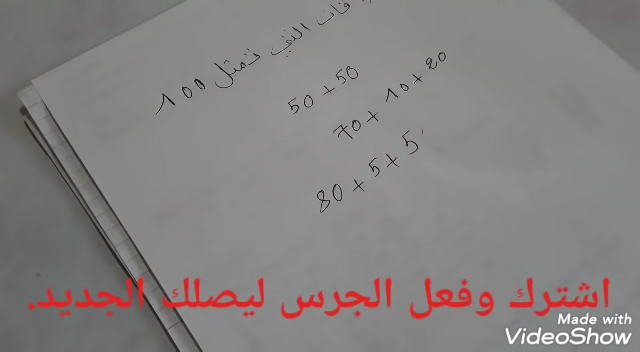 التي تمثل 100
50 + 50
70 + 10 + 20
80 + 5 + 5
اشترك وفعل الجرس ليصلك الجديد.
Made with
VideoShow